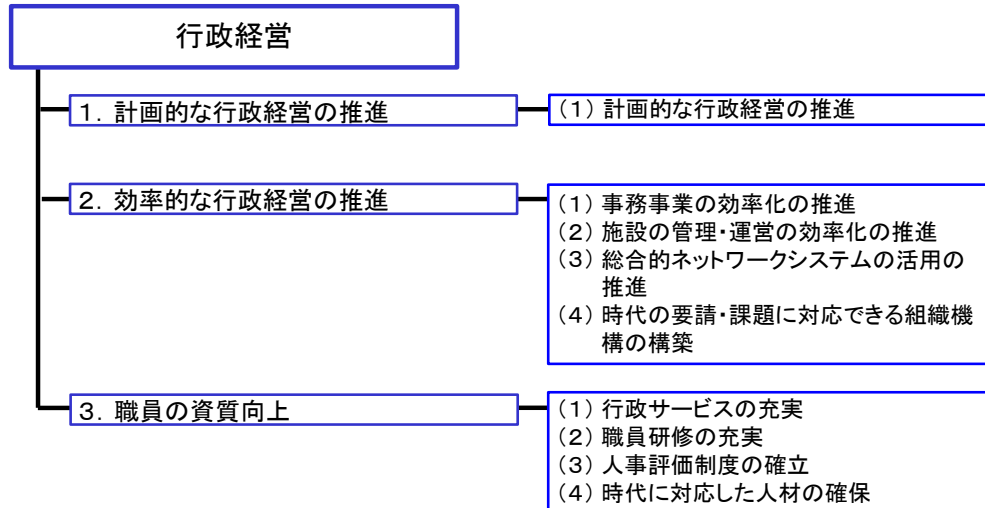 行政経営
１．計画的な行政経営の推進
（１）計画的な行政経営の推進
２．効率的な行政経営の推進
（１）事務事業の効率化の推進
（２）施設の管理・運営の効率化の推進
（３）総合的ネットワークシステムの活用の
推進
（４）時代の要請・課題に対応できる組織機
構の構築
３．職員の資質向上
（１）行政サービスの充実
（２）職員研修の充実
（３）人事評価制度の確立
（４）時代に対応した人材の確保